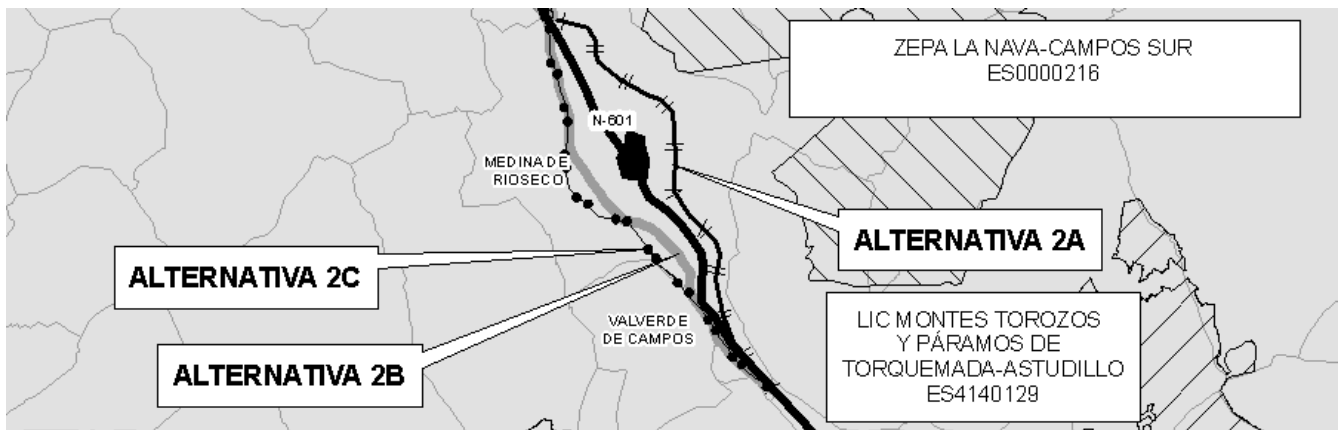 ZEPA LA NAVA-CAMPOS SUR
ES0000216
N-601
MEDINA DE
RIOSECO
ALTERNATIVA 2A
ALTERNATIVA 2C
VALVERDE
DE CAMPOS
ALTERNATIVA 2B
LIC MONTES TOROZOS
Y PÁRAMOS DE
TORQUEMADA-ASTUDILLO
ES4140129